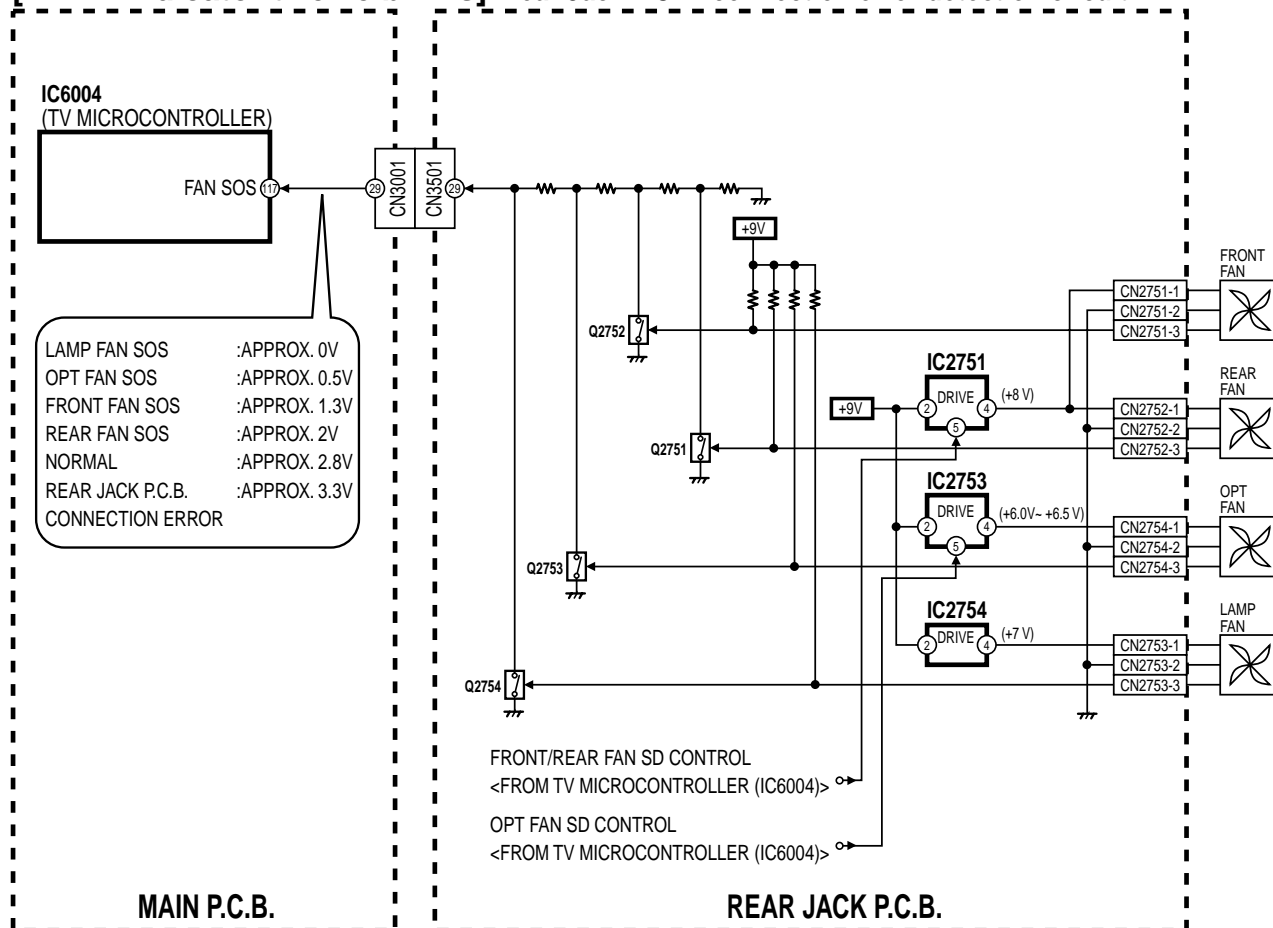 IC6004
(TV MICROCONTROLLER)
FAN SOS 117
29
CN3001
CN3501
29
LAMP FAN SOS :APPROX. 0V
OPT FAN SOS :APPROX. 0.5V
FRONT FAN SOS :APPROX. 1.3V
REAR FAN SOS :APPROX. 2V
NORMAL :APPROX. 2.8V
REAR JACK P.C.B. :APPROX. 3.3V
CONNECTION ERROR
+9V
Q2752
Q2751
Q2753
Q2754
+9V
IC2751
DRIVE
2
4
5
(+8 V)
IC2753
DRIVE
2
4
5
(+6.0V~ +6.5 V)
IC2754
DRIVE
2
4
(+7 V)
CN2751-1
CN2751-2
CN2751-3
FRONT
FAN
CN2752-1
CN2752-2
CN2752-3
REAR
FAN
CN2754-1
CN2754-2
CN2754-3
OPT
FAN
CN2753-1
CN2753-2
CN2753-3
LAMP
FAN
FRONT/REAR FAN SD CONTROL
<FROM TV MICROCONTROLLER (IC6004)>
OPT FAN SD CONTROL
<FROM TV MICROCONTROLLER (IC6004)>
MAIN P.C.B.
REAR JACK P.C.B.